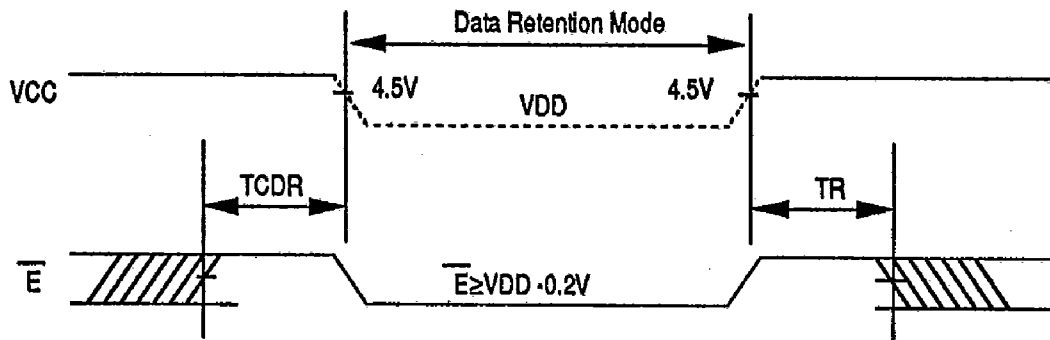 Data Retention Mode
VCC
4.5V
VDD
4.5V
TCDR
TR
E̅
E̅≥VDD -0.2V